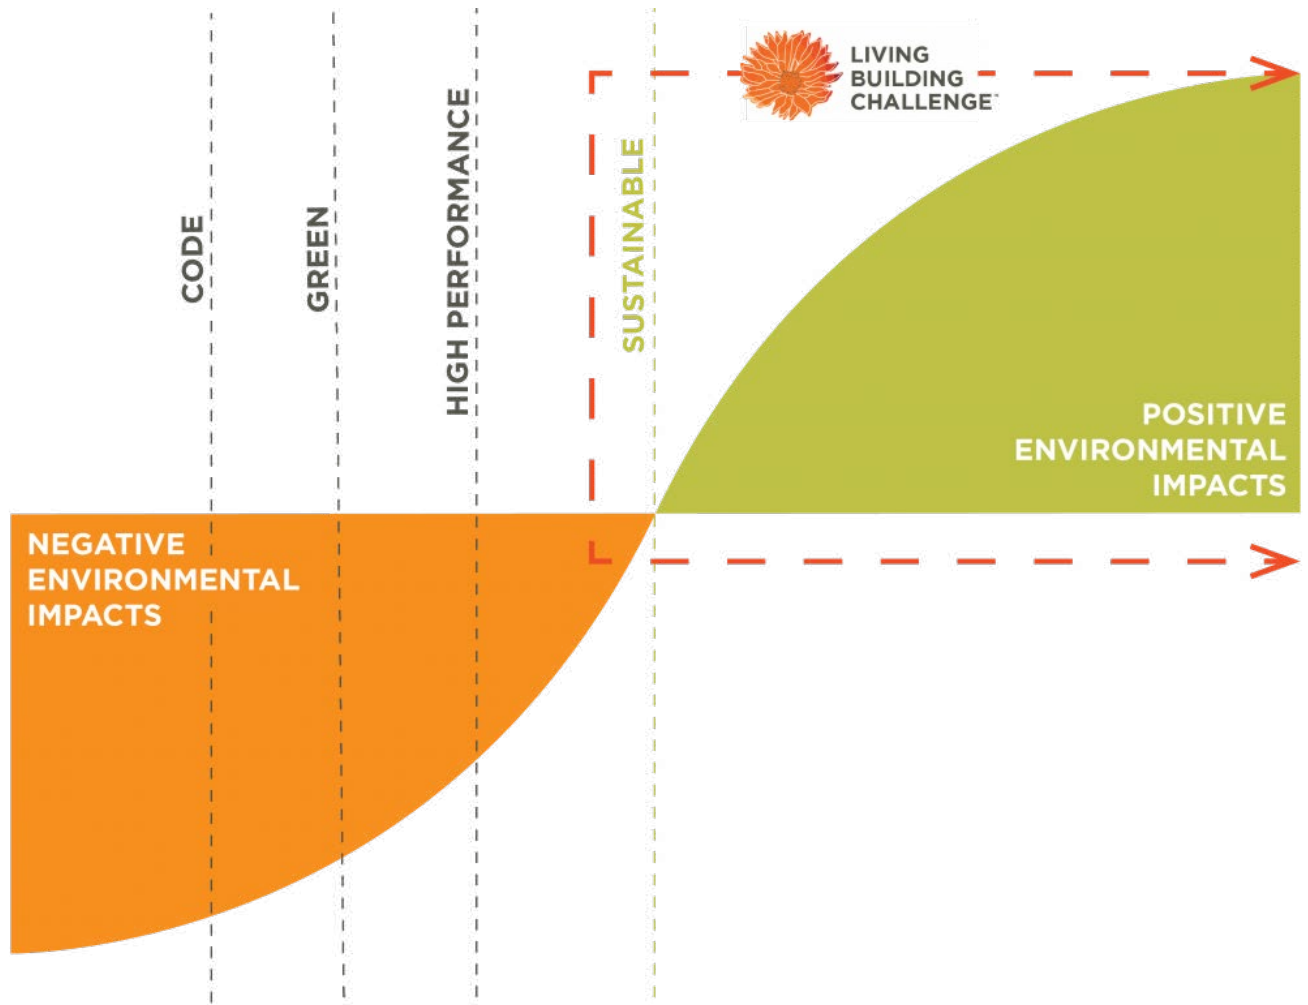 LIVING
BUILDING
CHALLENGE™
CODE
GREEN
HIGH PERFORMANCE
SUSTAINABLE
POSITIVE
ENVIRONMENTAL
IMPACTS
NEGATIVE
ENVIRONMENTAL
IMPACTS